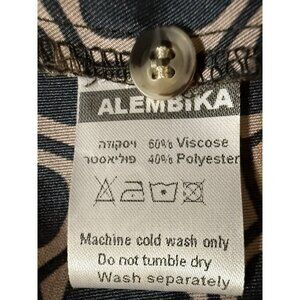 ALEMBIKA
ויסקוזה 60% Viscose
פוליאסטר 40% Polyester
Machine cold wash only
Do not tumble dry
Wash separately